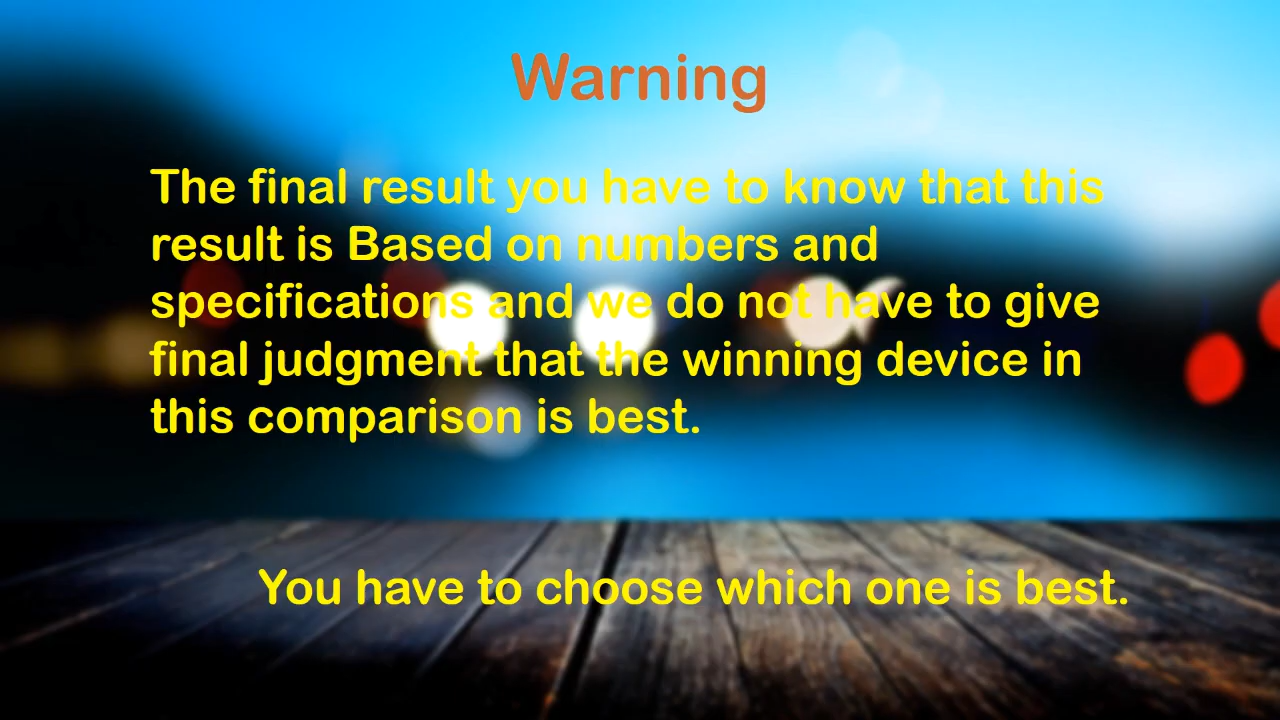 Warning
The final result you have to know that this
result is Based on numbers and
specifications and we do not have to give
final judgment that the winning device in
this comparison is best.
You have to choose which one is best.